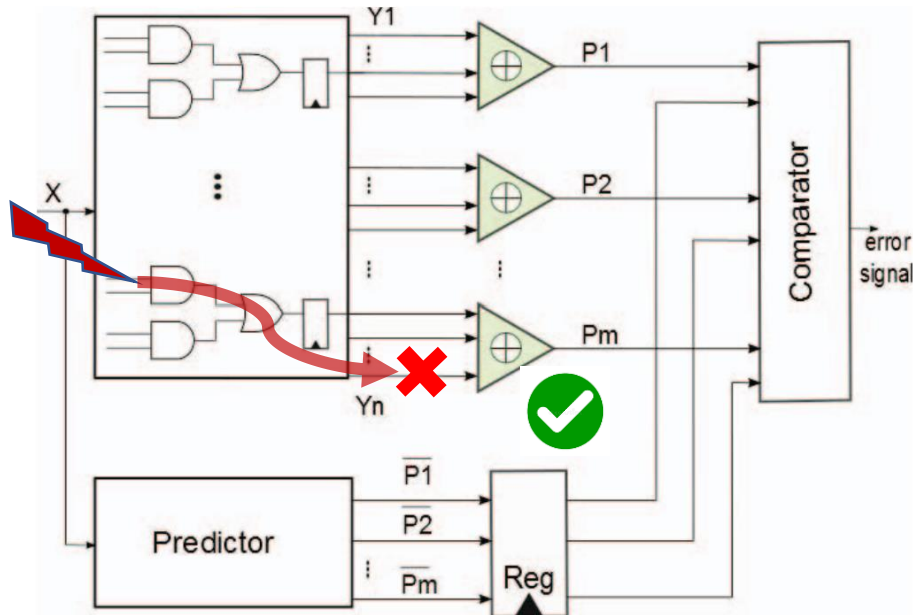 Y1
P1
X
P2
Comparator
error
signal
Pm
Yn
P1
P2
Predictor
Pm
Reg